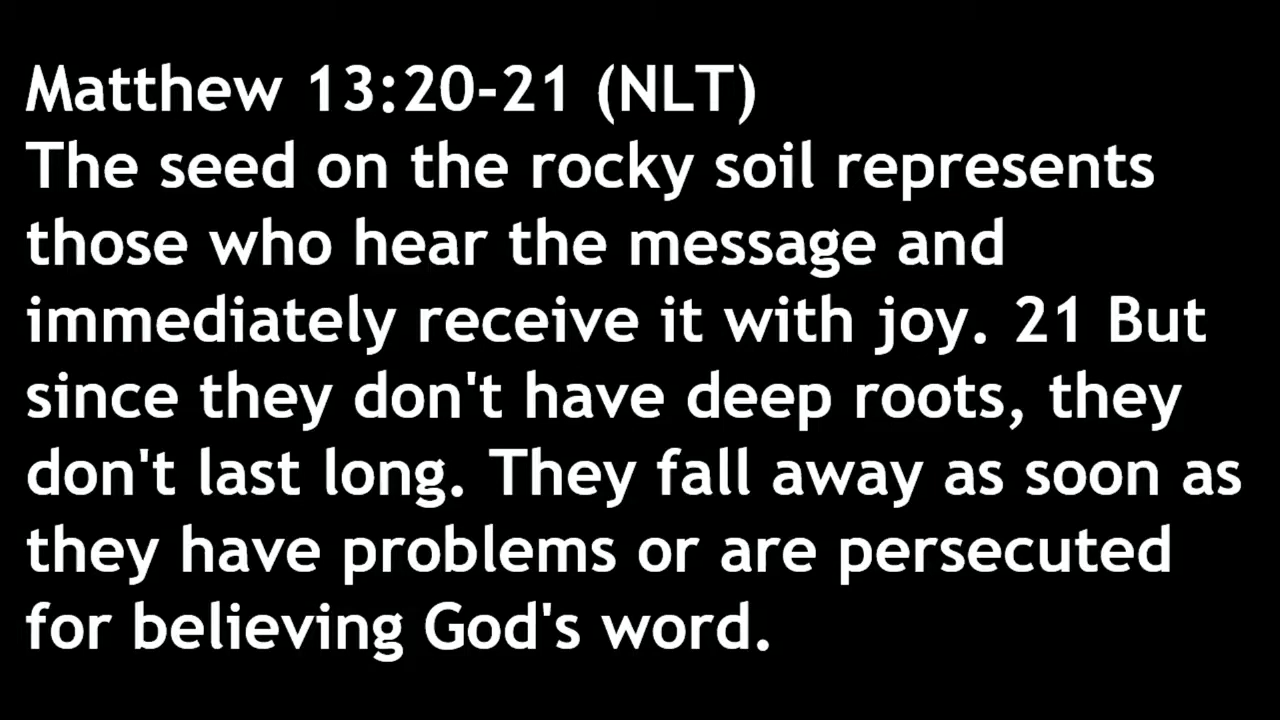 Matthew 13:20-21 (NLT)
The seed on the rocky soil represents
those who hear the message and
immediately receive it with joy. 21 But
since they don't have deep roots, they
don't last long. They fall away as soon as
they have problems or are persecuted
for believing God's word.